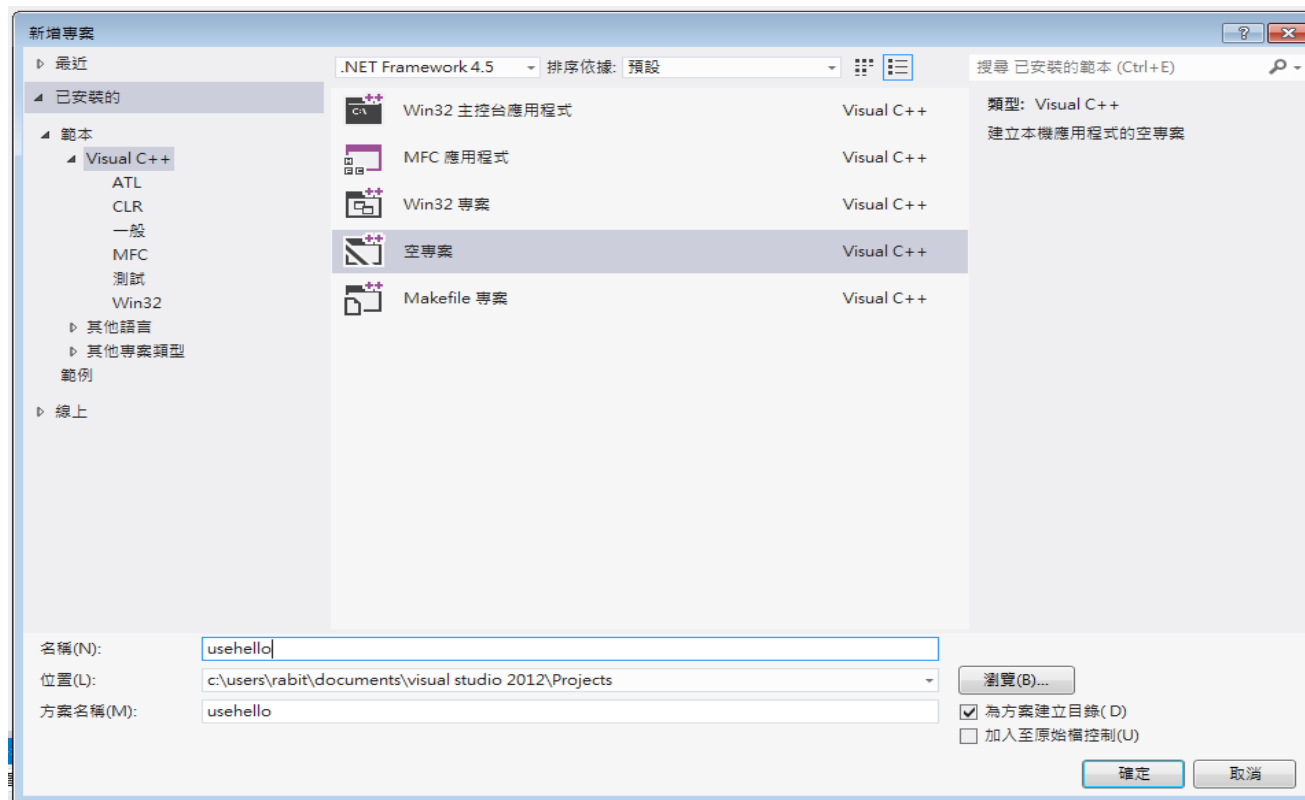 新增專案
最近
已安裝的
範本
Visual C++
ATL
CLR
一般
MFC
測試
Win32
其他語言
其他專案類型
範例
線上
.NET Framework 4.5 排序依據: 預設
Win32 主控台應用程式 Visual C++
MFC 應用程式 Visual C++
Win32 專案 Visual C++
空專案 Visual C++
Makefile 專案 Visual C++
搜尋 已安裝的範本 (Ctrl+E)
類型: Visual C++
建立本機應用程式的空專案
名稱(N): usehello
位置(L): c:\users\rabit\documents\visual studio 2012\Projects 瀏覽(B)...
方案名稱(M): usehello 為方案建立目錄(D)
加入至原始檔控制(U)
確定 取消